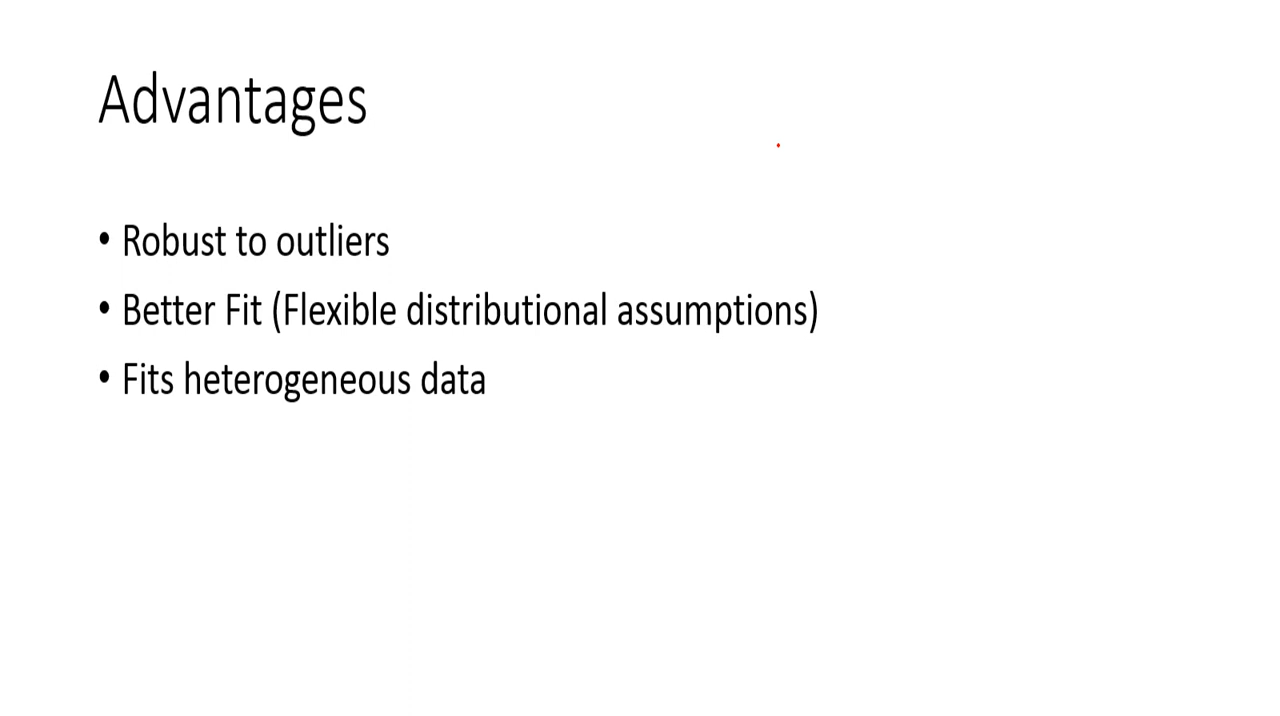 Advantages
• Robust to outliers
• Better Fit (Flexible distributional assumptions)
• Fits heterogeneous data